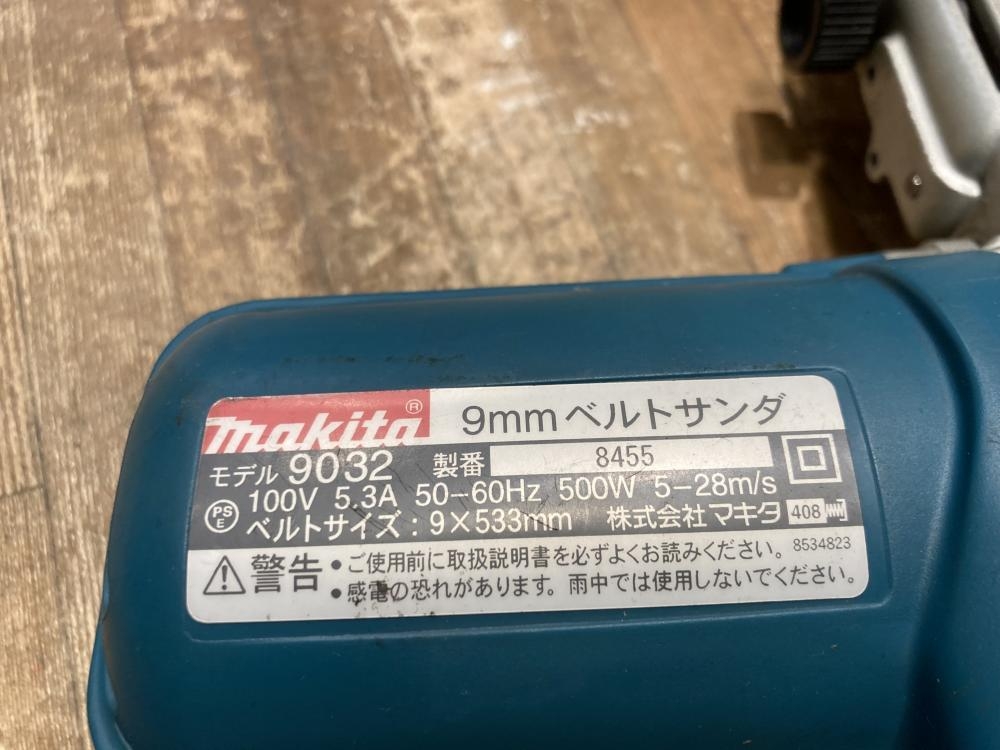 makita® 9mmベルトサンダ
モデル 9032 製番 8455
PSE 100V 5.3A 50-60Hz 500W 5-28m/s
ベルトサイズ：9×533mm 株式会社マキタ 408
警告 ・ご使用前に取扱説明書を必ずよくお読みください。 8534823
・感電の恐れがあります。雨中では使用しないでください。